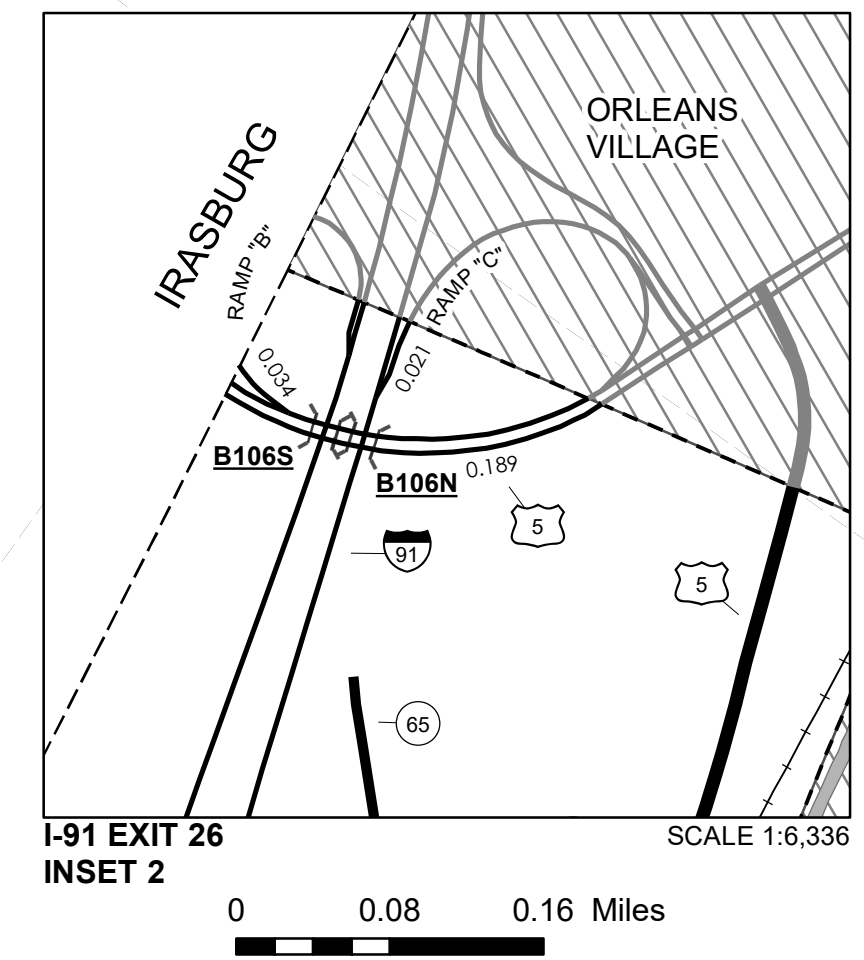 ORLEANS
VILLAGE
IRASBURG
RAMP "B"
RAMP "C"
0.034
0.021
B106S
B106N
0.189
5
91
5
65
I-91 EXIT 26
INSET 2
SCALE 1:6,336
0 0.08 0.16 Miles